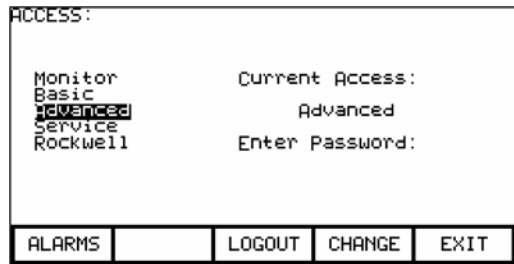 ACCESS:
Monitor
Basic
Advanced
Service
Rockwell
Current Access:
Advanced
Enter Password:
ALARMS LOGOUT CHANGE EXIT